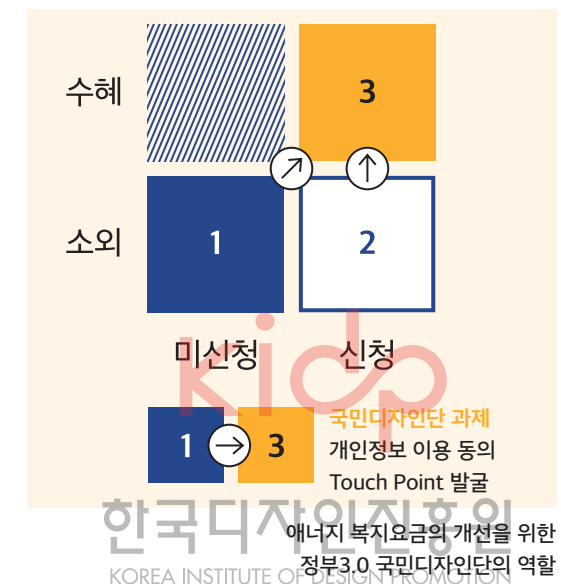 수혜
3
소외
1
2
미신청
신청
kidp
1
3
국민디자인단 과제
개인정보 이용 동의
Touch Point 발굴
한국디자인진흥원
애너지 복지요금의 개선을 위한
정부3.0 국민디자인단의 역할
KOREA INSTITUTE OF DESIGN PROMOTION